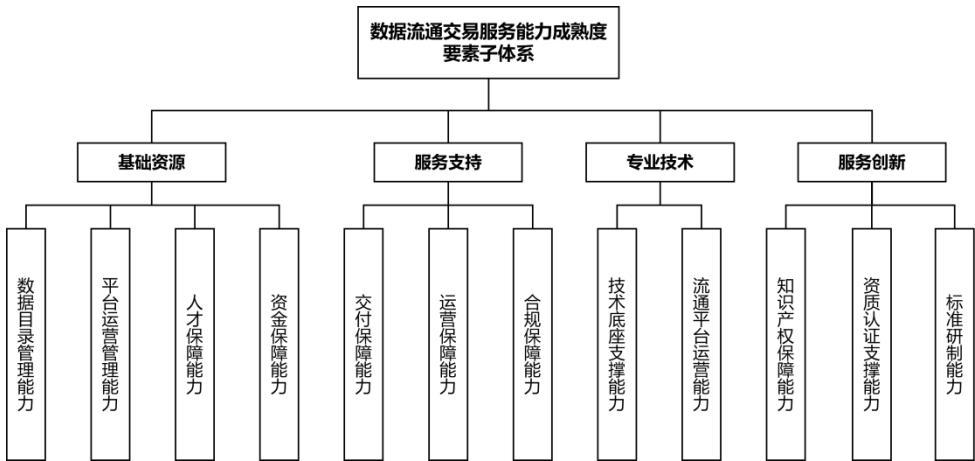 数据流通交易服务能力成熟度
要素子体系
基础资源
服务支持
专业技术
服务创新
数据目录管理能力
平台运营管理能力
人才保障能力
资金保障能力
交付保障能力
运营保障能力
合规保障能力
技术底座支撑能力
流通平台运营能力
知识产权保障能力
资质认证支撑能力
标准研制能力